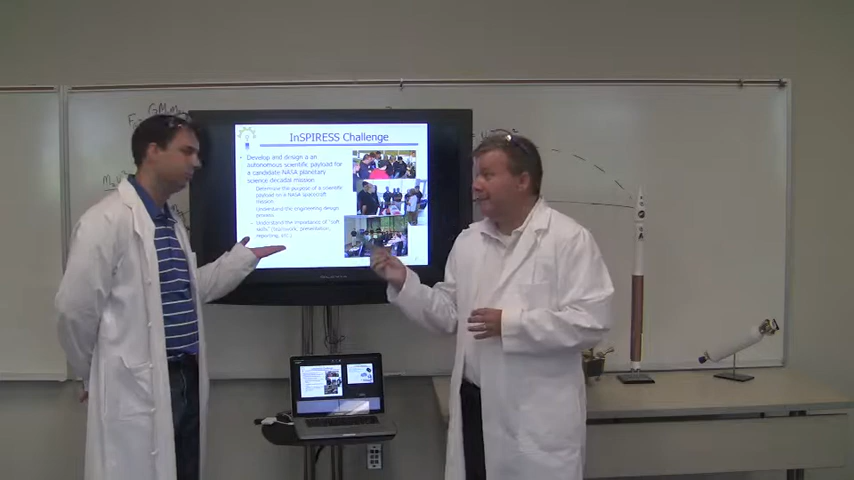 GM
InSPIRESS Challenge
• Develop and design a an
autonomous scientific payload for
a candidate NASA planetary
science decadal mission
Determine the purpose of a scientific
payload on a NASA spacecraft
mission
Understand the engineering design
process
Understand the importance of "soft
skills" (teamwork, presentation,
reporting, etc.)